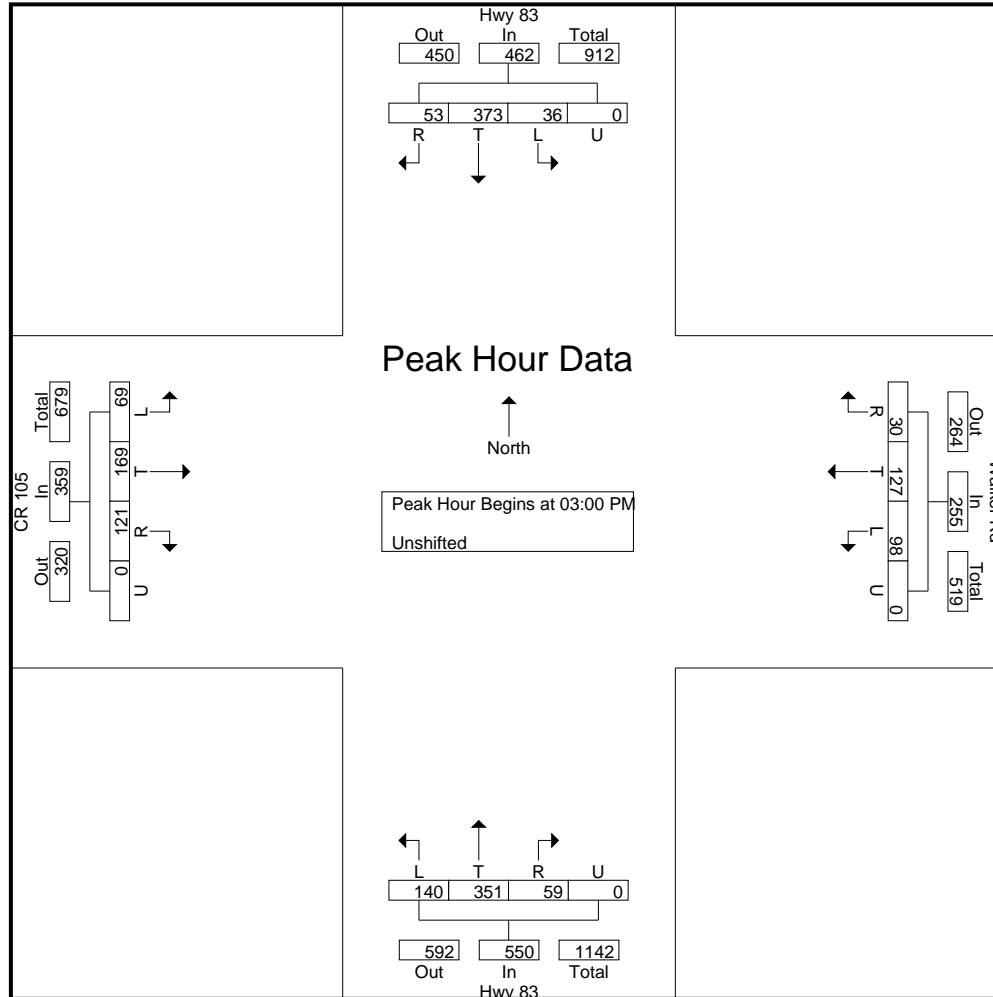 Hwy 83
Out In Total
450 462 912
53 373 36 0
R T L U
Peak Hour Data
North
Peak Hour Begins at 03:00 PM
Unshifted
CR 105
Total In Out
679 359 320
69 169 121 0
L T R U
Out In Total
264 255 519
30 127 98 0
R T L U
L T R U
140 351 59 0
592 550 1142
Out In Total
Hwy 83